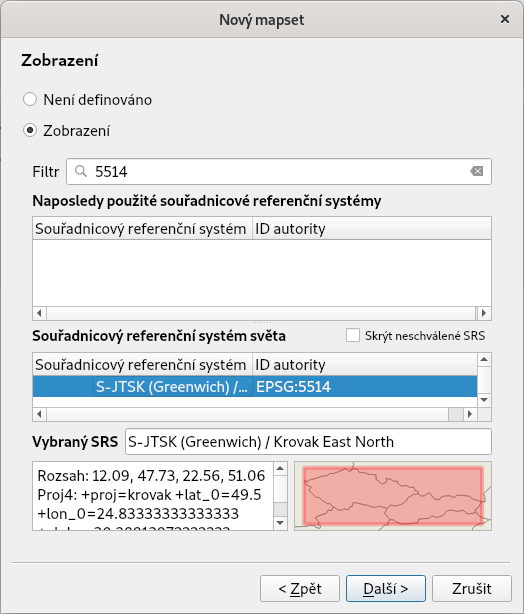 Nový mapset
Zobrazení
Není definováno
Zobrazení
Filtr 5514
Naposledy použité souřadnicové referenční systémy
Souřadnicový referenční systém ID autority
Souřadnicový referenční systém světa Skrýt neschválené SRS
Souřadnicový referenční systém ID autority
S-JTSK (Greenwich) /... EPSG:5514
Vybraný SRS S-JTSK (Greenwich) / Krovak East North
Rozsah: 12.09, 47.73, 22.56, 51.06
Proj4: +proj=krovak +lat_0=49.5
+lon_0=24.83333333333333
< Zpět Další > Zrušit